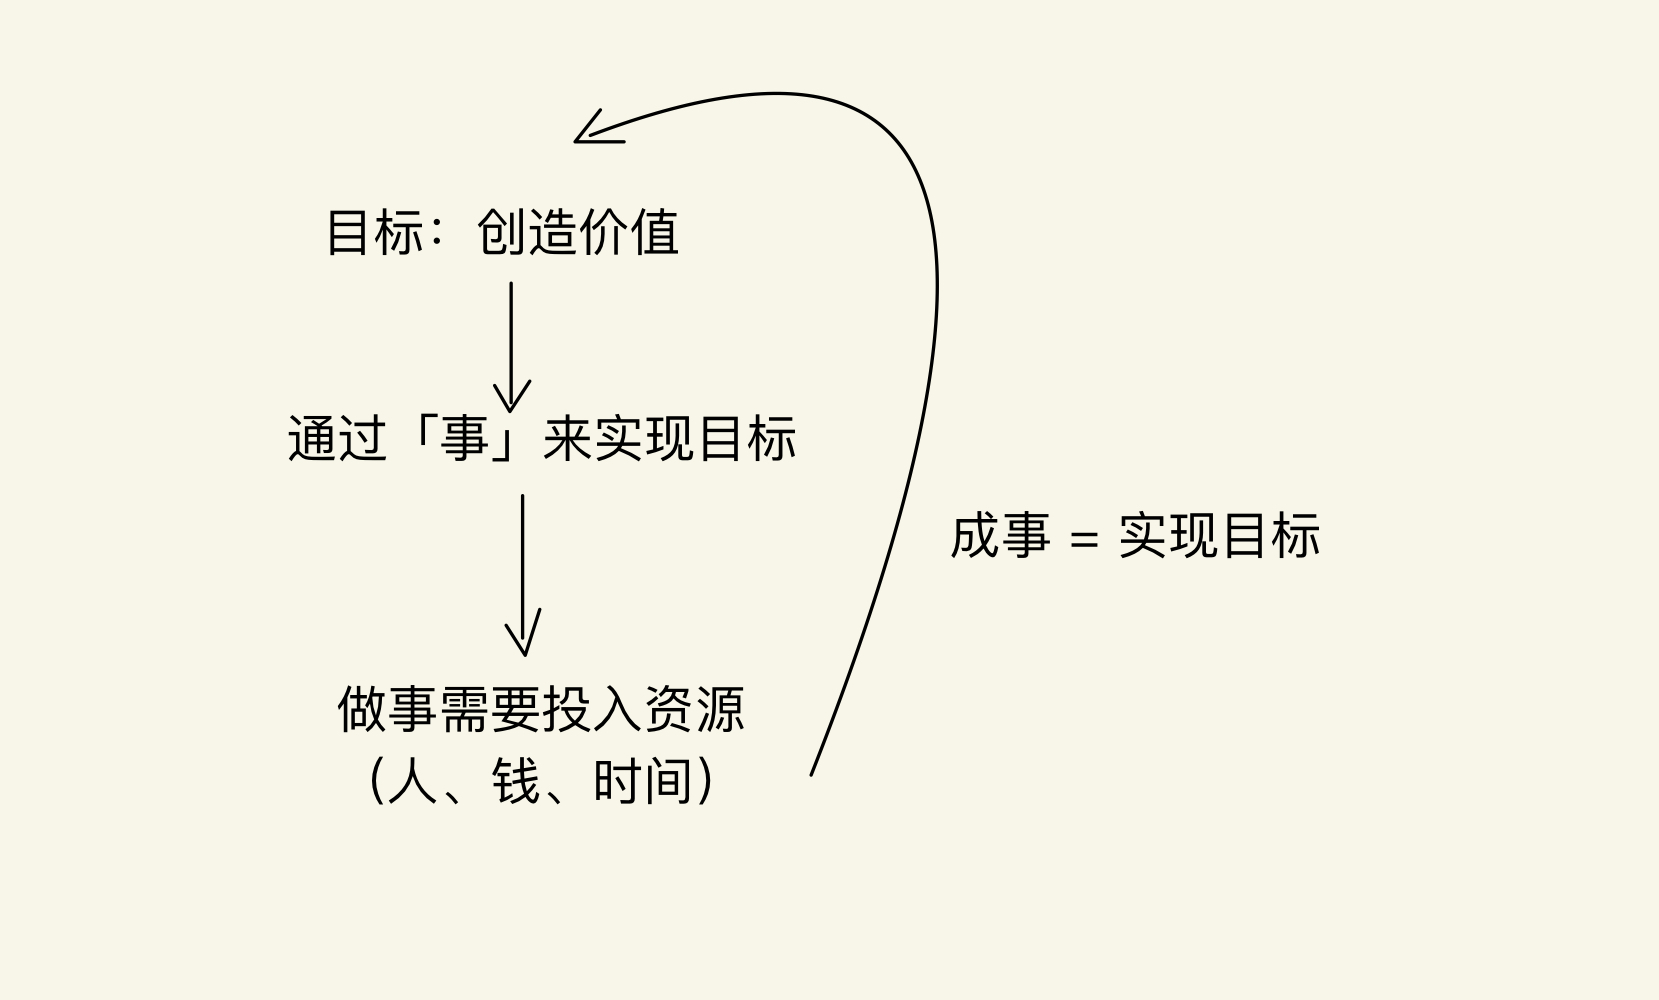 目标：创造价值
通过「事」来实现目标
成事 = 实现目标
做事需要投入资源
（人、钱、时间）